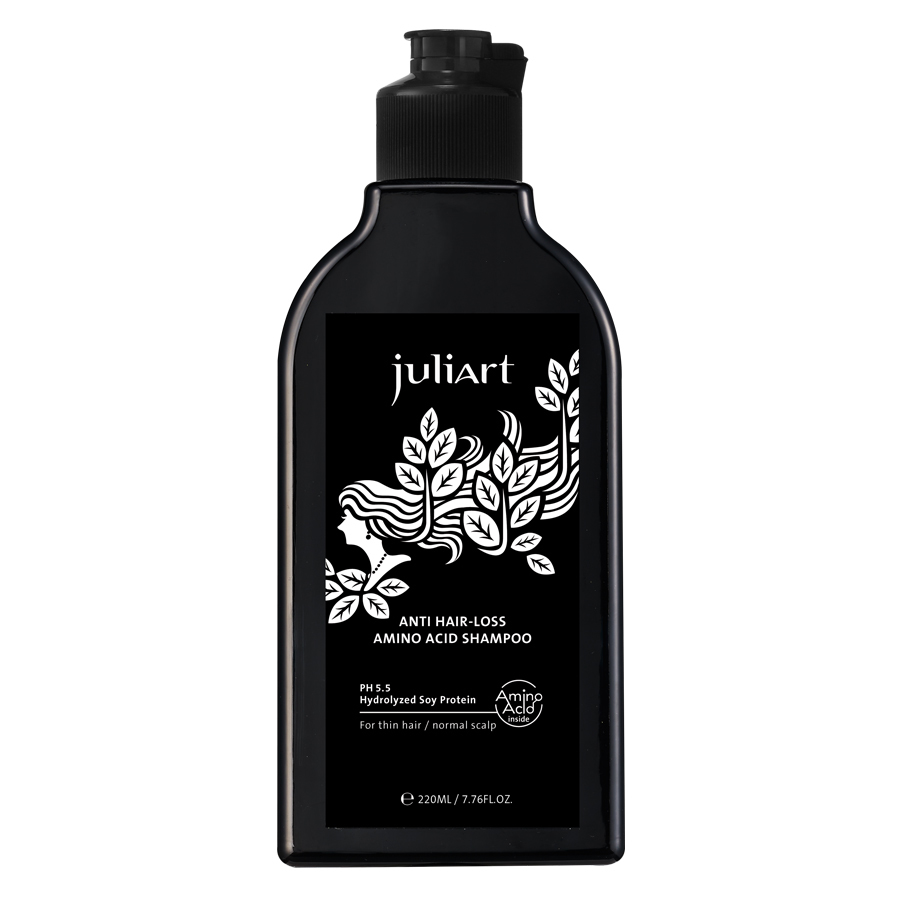 juliart
ANTI HAIR-LOSS
AMINO ACID SHAMPOO
PH 5.5
Hydrolyzed Soy Protein
Amino
Acid
inside
For thin hair / normal scalp
℮ 220ML / 7.76FL.OZ.